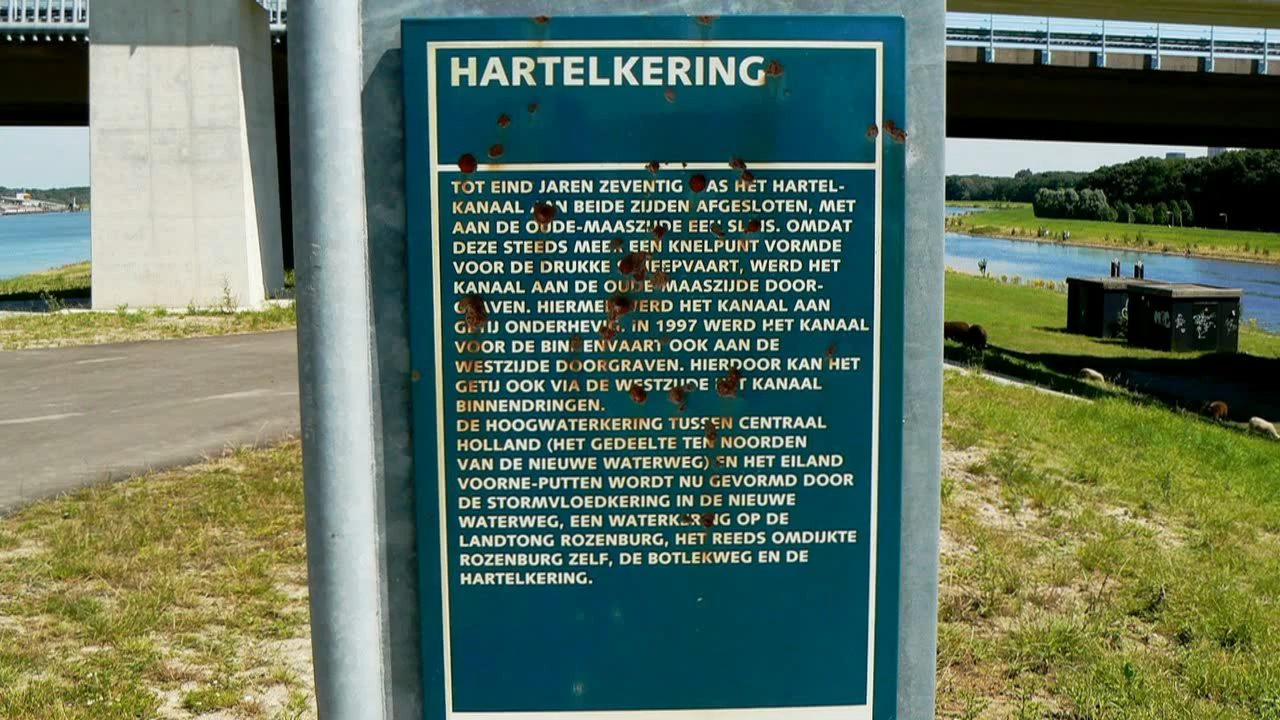 HARTELKERING
TOT EIND JAREN ZEVENTIG WAS HET HARTEL-
KANAAL AAN BEIDE ZIJDEN AFGESLOTEN, MET
AAN DE OUDE-MAASZIJDE EEN SLUIS. OMDAT
DEZE STEEDS MEER EEN KNELPUNT VORMDE
VOOR DE DRUKKE SCHEEPVAART, WERD HET
KANAAL AAN DE OUDE-MAASZIJDE DOOR-
GRAVEN. HIERMEE WERD HET KANAAL AAN
GETIJ ONDERHEVIG. IN 1997 WERD HET KANAAL
VOOR DE BINNENVAART OOK AAN DE
WESTZIJDE DOORGRAVEN. HIERDOOR KAN HET
GETIJ OOK VIA DE WESTZIJDE HET KANAAL
BINNENDRINGEN.
DE HOOGWATERKERING TUSSEN CENTRAAL
HOLLAND (HET GEDEELTE TEN NOORDEN
VAN DE NIEUWE WATERWEG) EN HET EILAND
VOORNE-PUTTEN WORDT NU GEVORMD DOOR
DE STORMVLOEDKERING IN DE NIEUWE
WATERWEG, EEN WATERKERING OP DE
LANDTONG ROZENBURG, HET REEDS OMDIJKTE
ROZENBURG ZELF, DE BOTLEKWEG EN DE
HARTELKERING.